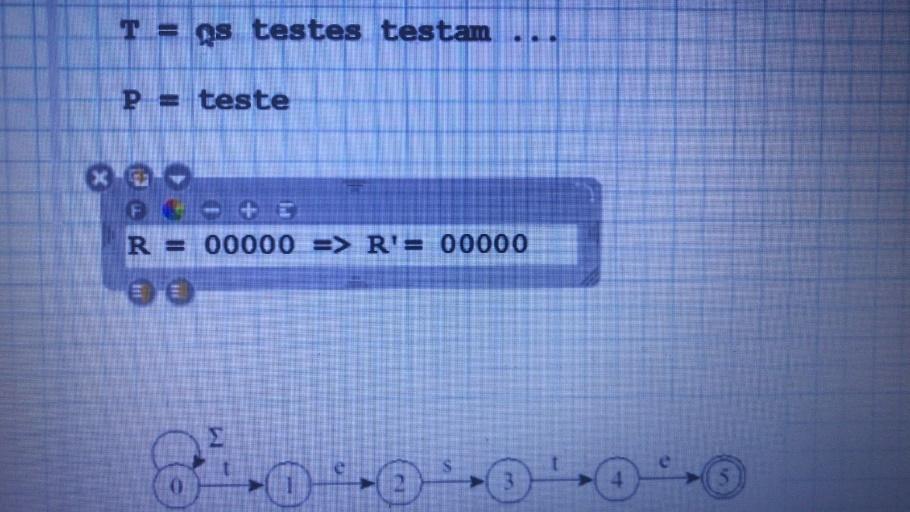 T = os testes testam ...
P = teste
F
R = 00000 => R'= 00000
Σ
t e s t e
0 1 2 3 4 5